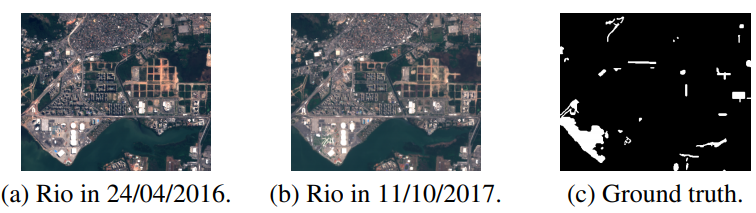 (a) Rio in 24/04/2016.
(b) Rio in 11/10/2017.
(c) Ground truth.